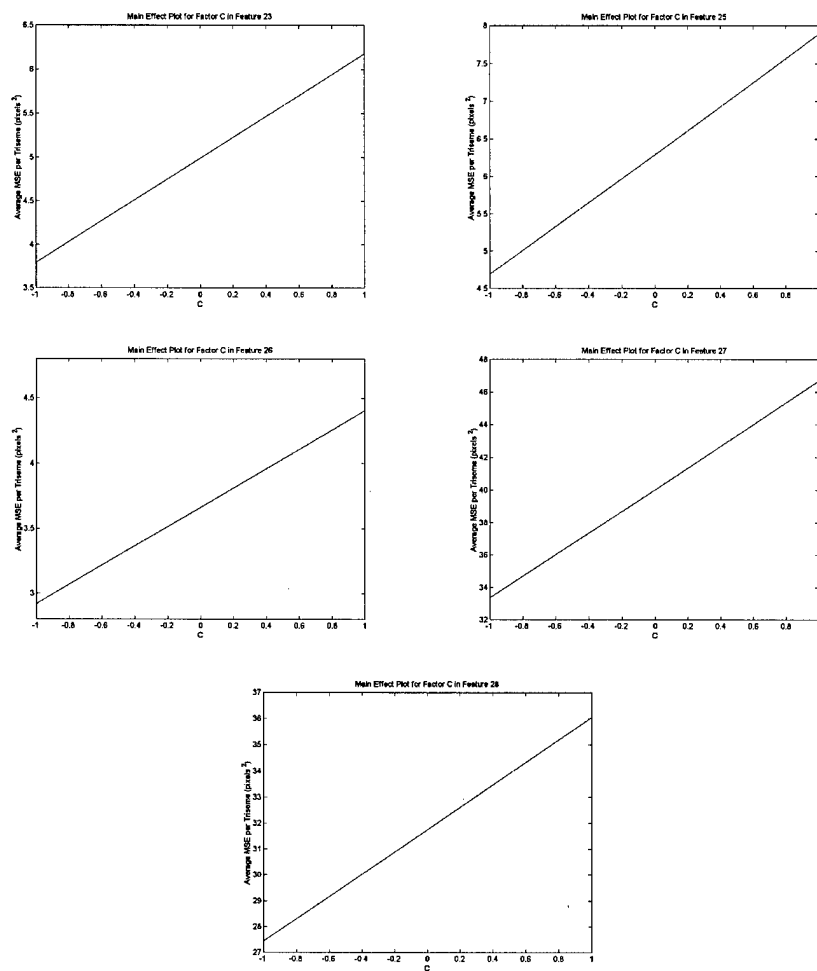 Main Effect Plot for Factor C in Feature 23
Average MSE per Triseme (pixels ²)
6.5
6
5.5
5
4.5
4
3.5
-1 -0.8 -0.6 -0.4 -0.2 0 0.2 0.4 0.6 0.8 1
C
Main Effect Plot for Factor C in Feature 25
Average MSE per Triseme (pixels ²)
8
7.5
7
6.5
6
5.5
5
4.5
-1 -0.8 -0.6 -0.4 -0.2 0 0.2 0.4 0.6 0.8
C
Main Effect Plot for Factor C in Feature 26
Average MSE per Triseme (pixels ²)
4.5
4
3.5
3
-1 -0.8 -0.6 -0.4 -0.2 0 0.2 0.4 0.6 0.8 1
C
Main Effect Plot for Factor C in Feature 27
Average MSE per Triseme (pixels ²)
48
46
44
42
40
38
36
34
32
-1 -0.8 -0.6 -0.4 -0.2 0 0.2 0.4 0.6 0.8
C
Main Effect Plot for Factor C in Feature 28
Average MSE per Triseme (pixels ²)
37
36
35
34
33
32
31
30
29
28
27
-1 -0.8 -0.6 -0.4 -0.2 0 0.2 0.4 0.6 0.8 1
C